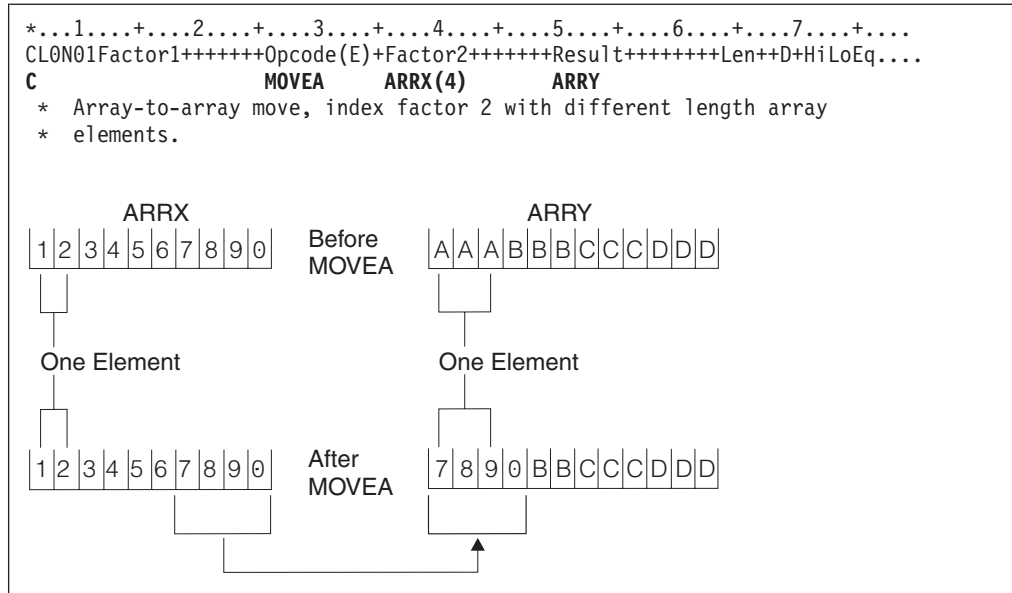 *...1....+....2....+....3....+....4....+....5....+....6....+....7...+....
CL0N01Factor1+++++++Opcode(E)+Factor2+++++++Result++++++++Len++D+HiLoEq....
C                   MOVEA     ARRX(4)       ARRY
 *  Array-to-array move, index factor 2 with different length array
 *  elements.
ARRX ARRY
1 2 3 4 5 6 7 8 9 0 Before MOVEA A A A B B B C C C D D D
One Element One Element
1 2 3 4 5 6 7 8 9 0 After MOVEA 7 8 9 0 B B C C C D D D